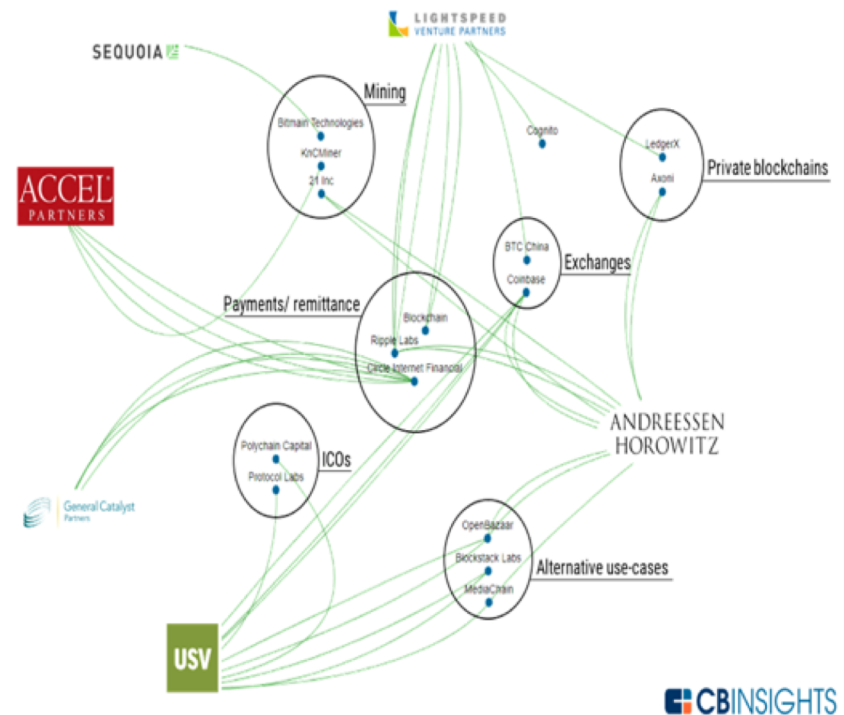 LIGHTSPEED
VENTURE PARTNERS
SEQUOIA
Mining
Bitmain Technologies
KnCMiner
21 Inc
Cognito
LedgerX
Axoni
Private blockchains
ACCEL
PARTNERS
BTC China
Coinbase
Exchanges
Payments/ remittance
Blockchain
Ripple Labs
Circle Internet Financial
ANDREESSEN
HOROWITZ
Polychain Capital
Protocol Labs
ICOs
General Catalyst
Partners
OpenBazaar
Blockstack Labs
MediaChain
Alternative use-cases
USV
CBINSIGHTS